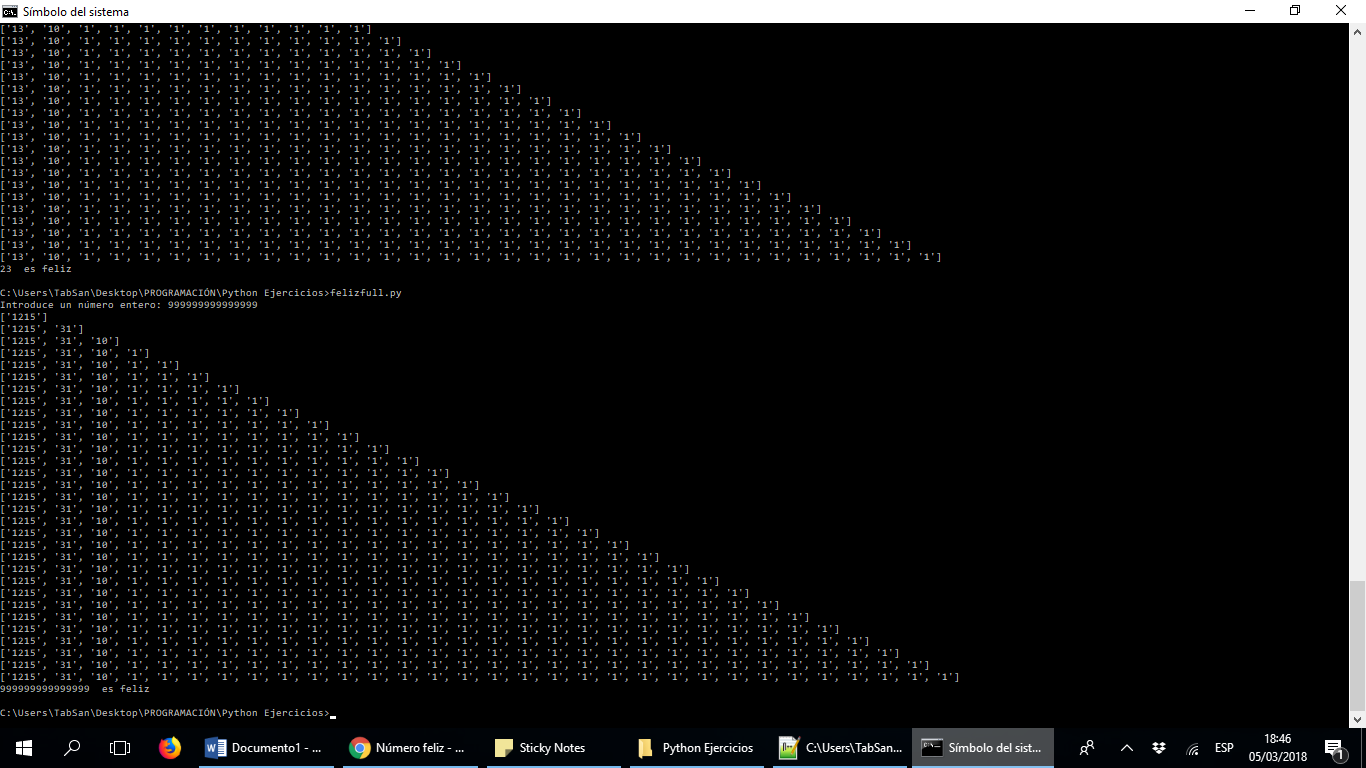 Símbolo del sistema
['13', '10', '1', '1', '1', '1', '1', '1', '1', '1', '1', '1']
['13', '10', '1', '1', '1', '1', '1', '1', '1', '1', '1', '1', '1']
['13', '10', '1', '1', '1', '1', '1', '1', '1', '1', '1', '1', '1', '1']
['13', '10', '1', '1', '1', '1', '1', '1', '1', '1', '1', '1', '1', '1', '1']
['13', '10', '1', '1', '1', '1', '1', '1', '1', '1', '1', '1', '1', '1', '1', '1']
['13', '10', '1', '1', '1', '1', '1', '1', '1', '1', '1', '1', '1', '1', '1', '1', '1']
['13', '10', '1', '1', '1', '1', '1', '1', '1', '1', '1', '1', '1', '1', '1', '1', '1', '1']
['13', '10', '1', '1', '1', '1', '1', '1', '1', '1', '1', '1', '1', '1', '1', '1', '1', '1', '1']
['13', '10', '1', '1', '1', '1', '1', '1', '1', '1', '1', '1', '1', '1', '1', '1', '1', '1', '1', '1']
['13', '10', '1', '1', '1', '1', '1', '1', '1', '1', '1', '1', '1', '1', '1', '1', '1', '1', '1', '1', '1']
['13', '10', '1', '1', '1', '1', '1', '1', '1', '1', '1', '1', '1', '1', '1', '1', '1', '1', '1', '1', '1', '1']
['13', '10', '1', '1', '1', '1', '1', '1', '1', '1', '1', '1', '1', '1', '1', '1', '1', '1', '1', '1', '1', '1', '1']
['13', '10', '1', '1', '1', '1', '1', '1', '1', '1', '1', '1', '1', '1', '1', '1', '1', '1', '1', '1', '1', '1', '1', '1']
['13', '10', '1', '1', '1', '1', '1', '1', '1', '1', '1', '1', '1', '1', '1', '1', '1', '1', '1', '1', '1', '1', '1', '1', '1']
['13', '10', '1', '1', '1', '1', '1', '1', '1', '1', '1', '1', '1', '1', '1', '1', '1', '1', '1', '1', '1', '1', '1', '1', '1', '1']
['13', '10', '1', '1', '1', '1', '1', '1', '1', '1', '1', '1', '1', '1', '1', '1', '1', '1', '1', '1', '1', '1', '1', '1', '1', '1', '1']
['13', '10', '1', '1', '1', '1', '1', '1', '1', '1', '1', '1', '1', '1', '1', '1', '1', '1', '1', '1', '1', '1', '1', '1', '1', '1', '1', '1']
['13', '10', '1', '1', '1', '1', '1', '1', '1', '1', '1', '1', '1', '1', '1', '1', '1', '1', '1', '1', '1', '1', '1', '1', '1', '1', '1', '1', '1']
['13', '10', '1', '1', '1', '1', '1', '1', '1', '1', '1', '1', '1', '1', '1', '1', '1', '1', '1', '1', '1', '1', '1', '1', '1', '1', '1', '1', '1', '1']
['13', '10', '1', '1', '1', '1', '1', '1', '1', '1', '1', '1', '1', '1', '1', '1', '1', '1', '1', '1', '1', '1', '1', '1', '1', '1', '1', '1', '1', '1', '1']
23  es feliz
C:\Users\TabSan\Desktop\PROGRAMACIÓN\Python Ejercicios>felizfull.py
Introduce un número entero: 999999999999999
['1215']
['1215', '31']
['1215', '31', '10']
['1215', '31', '10', '1']
['1215', '31', '10', '1', '1']
['1215', '31', '10', '1', '1', '1']
['1215', '31', '10', '1', '1', '1', '1']
['1215', '31', '10', '1', '1', '1', '1', '1']
['1215', '31', '10', '1', '1', '1', '1', '1', '1']
['1215', '31', '10', '1', '1', '1', '1', '1', '1', '1']
['1215', '31', '10', '1', '1', '1', '1', '1', '1', '1', '1']
['1215', '31', '10', '1', '1', '1', '1', '1', '1', '1', '1', '1']
['1215', '31', '10', '1', '1', '1', '1', '1', '1', '1', '1', '1', '1']
['1215', '31', '10', '1', '1', '1', '1', '1', '1', '1', '1', '1', '1', '1']
['1215', '31', '10', '1', '1', '1', '1', '1', '1', '1', '1', '1', '1', '1', '1']
['1215', '31', '10', '1', '1', '1', '1', '1', '1', '1', '1', '1', '1', '1', '1', '1']
['1215', '31', '10', '1', '1', '1', '1', '1', '1', '1', '1', '1', '1', '1', '1', '1', '1']
['1215', '31', '10', '1', '1', '1', '1', '1', '1', '1', '1', '1', '1', '1', '1', '1', '1', '1']
['1215', '31', '10', '1', '1', '1', '1', '1', '1', '1', '1', '1', '1', '1', '1', '1', '1', '1', '1']
['1215', '31', '10', '1', '1', '1', '1', '1', '1', '1', '1', '1', '1', '1', '1', '1', '1', '1', '1', '1']
['1215', '31', '10', '1', '1', '1', '1', '1', '1', '1', '1', '1', '1', '1', '1', '1', '1', '1', '1', '1', '1']
['1215', '31', '10', '1', '1', '1', '1', '1', '1', '1', '1', '1', '1', '1', '1', '1', '1', '1', '1', '1', '1', '1']
['1215', '31', '10', '1', '1', '1', '1', '1', '1', '1', '1', '1', '1', '1', '1', '1', '1', '1', '1', '1', '1', '1', '1']
['1215', '31', '10', '1', '1', '1', '1', '1', '1', '1', '1', '1', '1', '1', '1', '1', '1', '1', '1', '1', '1', '1', '1', '1']
['1215', '31', '10', '1', '1', '1', '1', '1', '1', '1', '1', '1', '1', '1', '1', '1', '1', '1', '1', '1', '1', '1', '1', '1', '1']
['1215', '31', '10', '1', '1', '1', '1', '1', '1', '1', '1', '1', '1', '1', '1', '1', '1', '1', '1', '1', '1', '1', '1', '1', '1', '1']
['1215', '31', '10', '1', '1', '1', '1', '1', '1', '1', '1', '1', '1', '1', '1', '1', '1', '1', '1', '1', '1', '1', '1', '1', '1', '1', '1']
['1215', '31', '10', '1', '1', '1', '1', '1', '1', '1', '1', '1', '1', '1', '1', '1', '1', '1', '1', '1', '1', '1', '1', '1', '1', '1', '1', '1']
['1215', '31', '10', '1', '1', '1', '1', '1', '1', '1', '1', '1', '1', '1', '1', '1', '1', '1', '1', '1', '1', '1', '1', '1', '1', '1', '1', '1', '1']
['1215', '31', '10', '1', '1', '1', '1', '1', '1', '1', '1', '1', '1', '1', '1', '1', '1', '1', '1', '1', '1', '1', '1', '1', '1', '1', '1', '1', '1', '1']
['1215', '31', '10', '1', '1', '1', '1', '1', '1', '1', '1', '1', '1', '1', '1', '1', '1', '1', '1', '1', '1', '1', '1', '1', '1', '1', '1', '1', '1', '1', '1']
999999999999999  es feliz
C:\Users\TabSan\Desktop\PROGRAMACIÓN\Python Ejercicios>
Documento1 - ...
Número feliz - ...
Sticky Notes
Python Ejercicios
C:\Users\TabSan...
Símbolo del sist...
ESP
18:46
05/03/2018
1